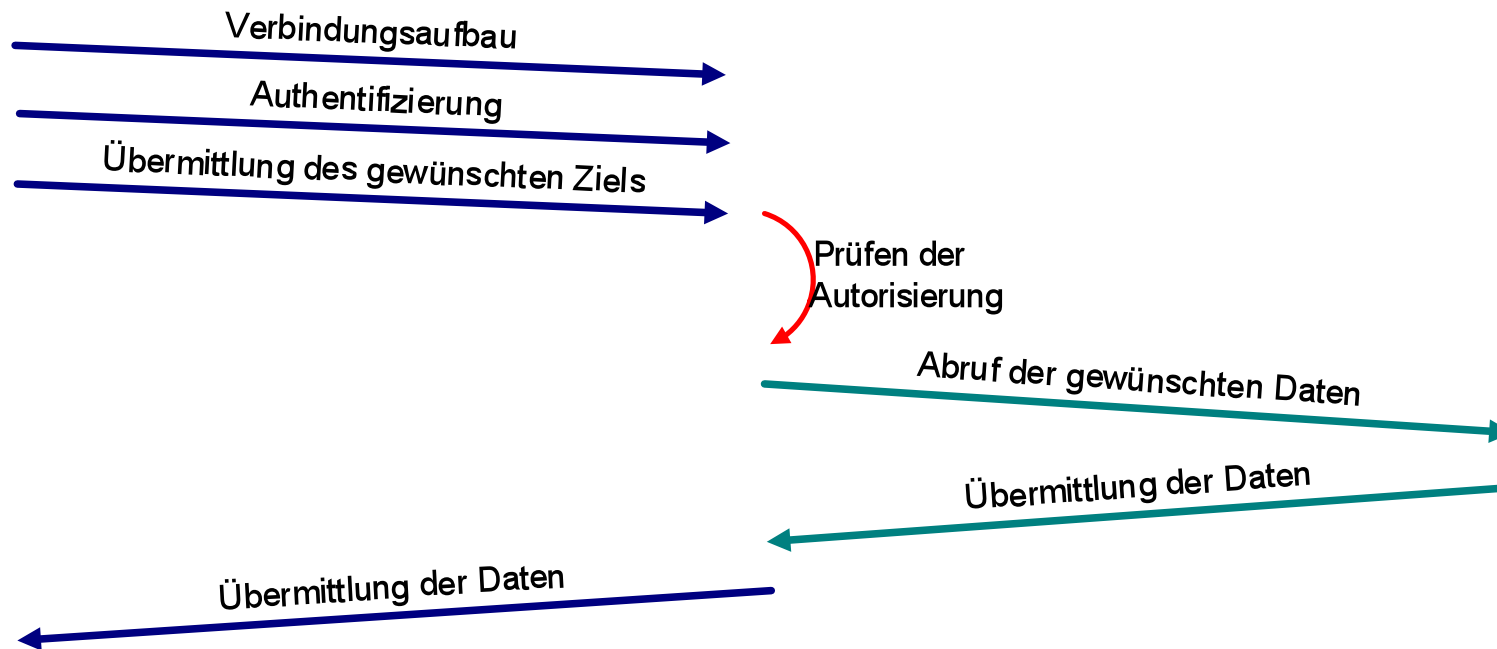 Verbindungsaufbau
Authentifizierung
Übermittlung des gewünschten Ziels
Prüfen der
Autorisierung
Abruf der gewünschten Daten
Übermittlung der Daten
Übermittlung der Daten